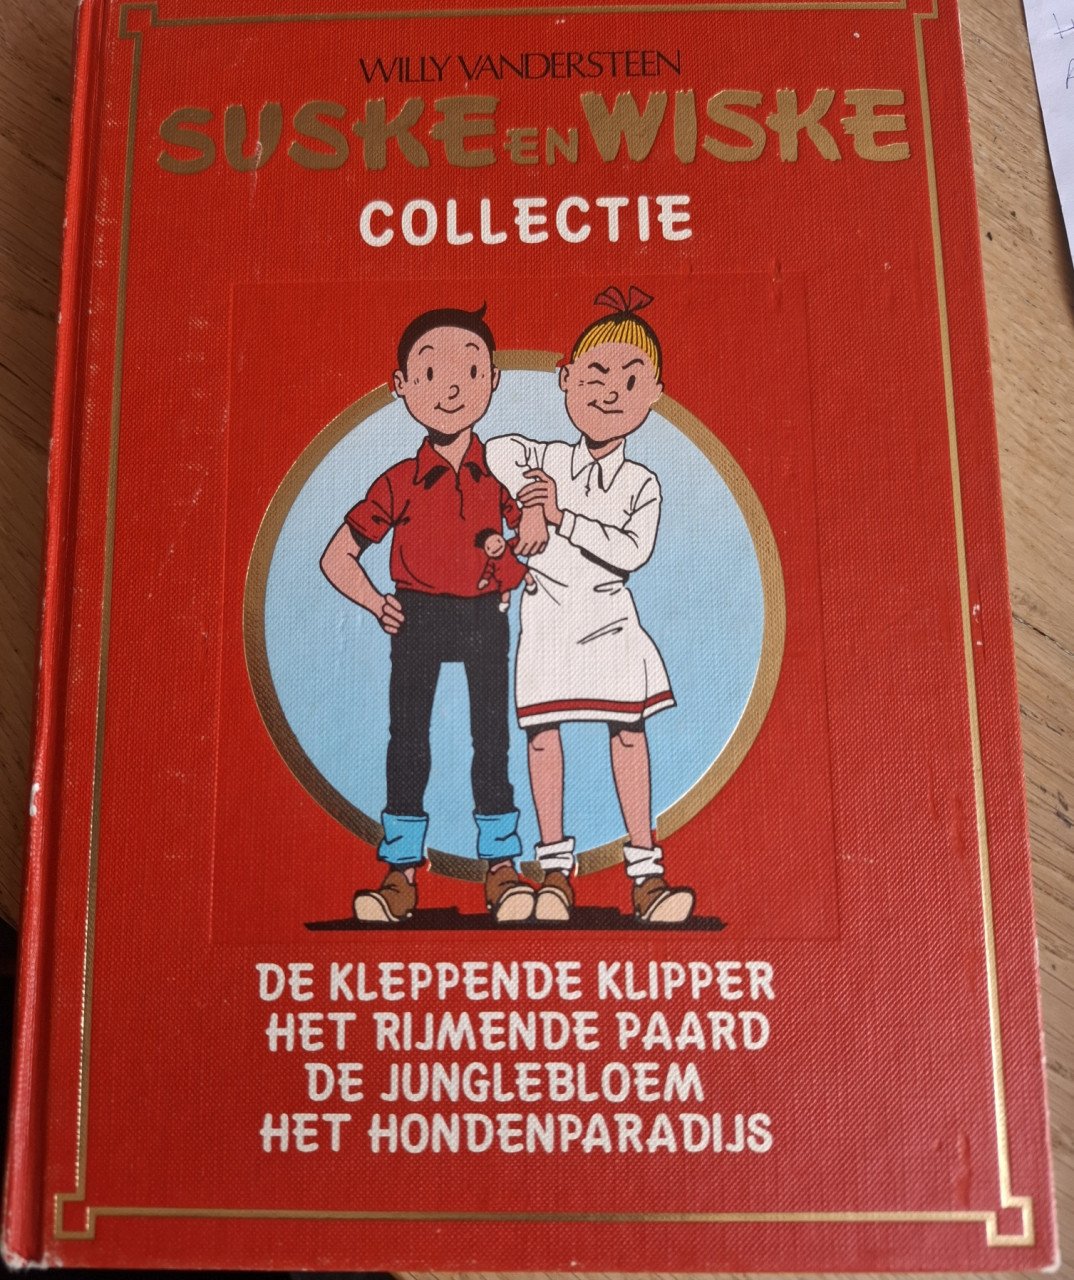 WILLY VANDERSTEEN
SUSKE EN WISKE
COLLECTIE
DE KLEPPENDE KLIPPER
HET RIJMENDE PAARD
DE JUNGLEBLOEM
HET HONDENPARADIJS